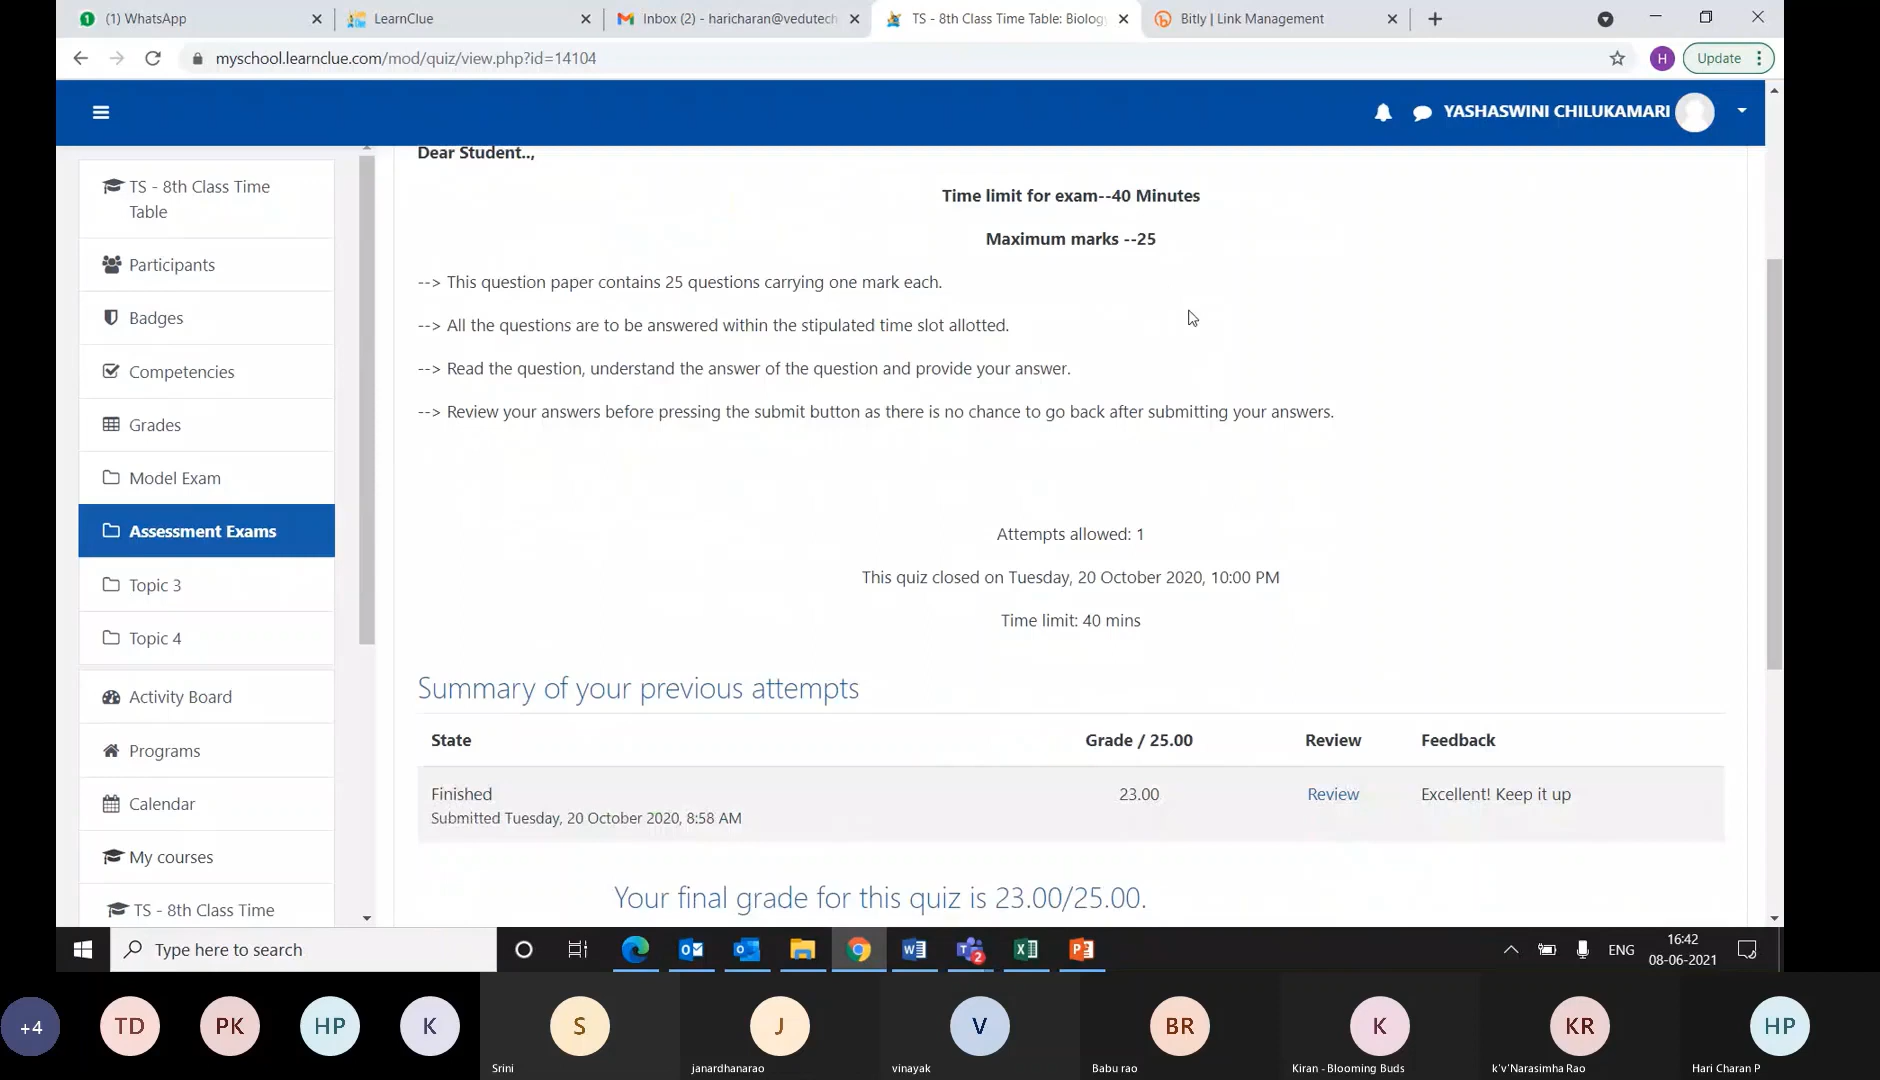 (1) WhatsApp
LearnClue
Inbox (2) - haricharan@vedutech
TS - 8th Class Time Table: Biology
Bitly | Link Management
myschool.learnclue.com/mod/quiz/view.php?id=14104
H
Update
YASHASWINI CHILUKAMARI
TS - 8th Class Time
Table
Participants
Badges
Competencies
Grades
Model Exam
Assessment Exams
Topic 3
Topic 4
Activity Board
Programs
Calendar
My courses
TS - 8th Class Time
Dear Student..,
Time limit for exam--40 Minutes
Maximum marks --25
--> This question paper contains 25 questions carrying one mark each.
--> All the questions are to be answered within the stipulated time slot allotted.
--> Read the question, understand the answer of the question and provide your answer.
--> Review your answers before pressing the submit button as there is no chance to go back after submitting your answers.
Attempts allowed: 1
This quiz closed on Tuesday, 20 October 2020, 10:00 PM
Time limit: 40 mins
Summary of your previous attempts
State Grade / 25.00 Review Feedback
Finished 23.00 Review Excellent! Keep it up
Submitted Tuesday, 20 October 2020, 8:58 AM
Your final grade for this quiz is 23.00/25.00.
Type here to search
2
ENG
16:42
08-06-2021
+4 TD PK HP K S J V BR K KR HP
Srini janardhanarao vinayak Babu rao Kiran - Blooming Buds k'v'Narasimha Rao Hari Charan P